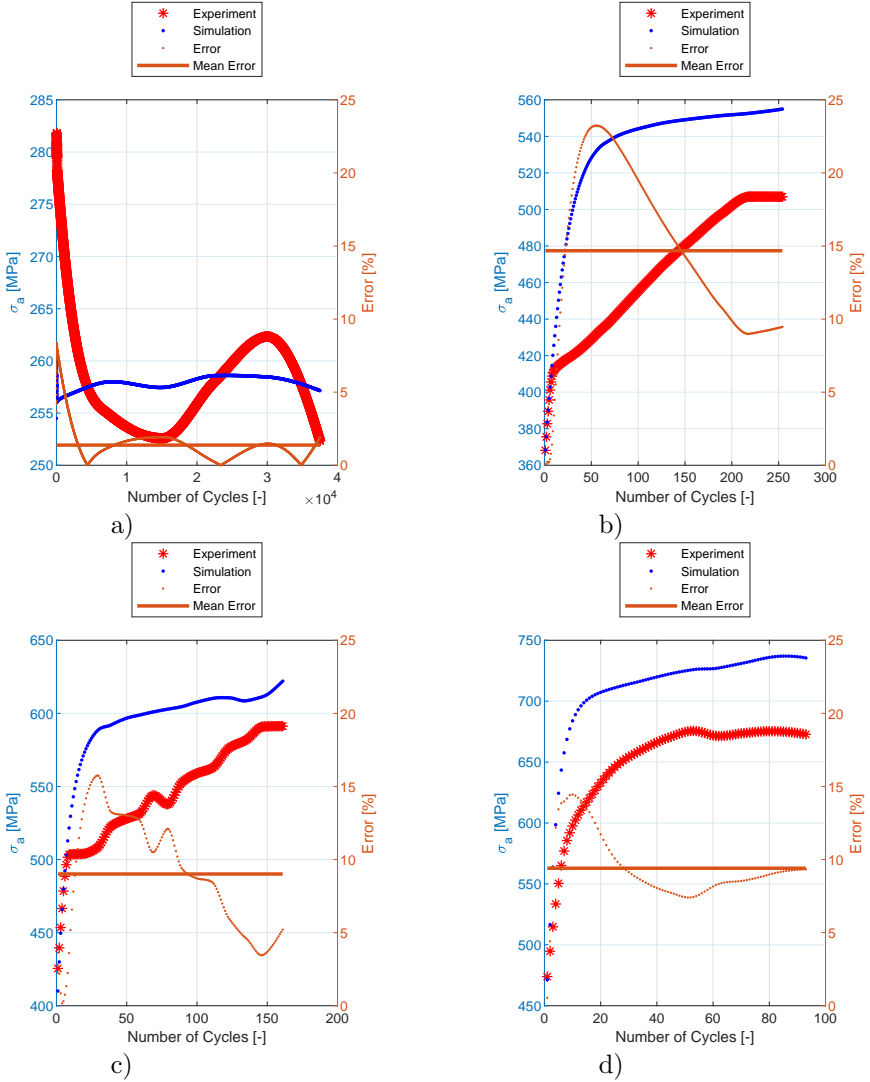 Experiment
Simulation
Error
Mean Error
285
280
275
270
265
260
255
250
σa [MPa]
25
20
15
10
5
0
Error [%]
0 1 2 3 4
Number of Cycles [-]
×10^4
a)
Experiment
Simulation
Error
Mean Error
560
540
520
500
480
460
440
420
400
380
360
σa [MPa]
25
20
15
10
5
0
Error [%]
0 50 100 150 200 250 300
Number of Cycles [-]
b)
Experiment
Simulation
Error
Mean Error
650
600
550
500
450
400
σa [MPa]
25
20
15
10
5
0
Error [%]
0 50 100 150 200
Number of Cycles [-]
c)
Experiment
Simulation
Error
Mean Error
750
700
650
600
550
500
450
σa [MPa]
25
20
15
10
5
0
Error [%]
0 20 40 60 80 100
Number of Cycles [-]
d)